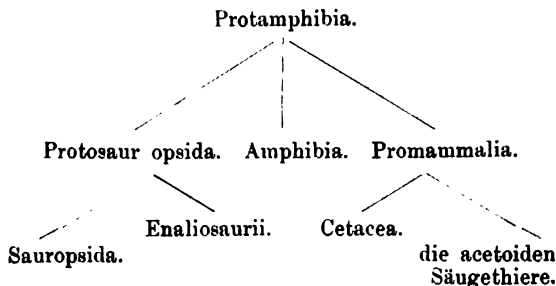 Protamphibia.
Protosaur opsida. Amphibia. Promammalia.
Enaliosaurii. Cetacea.
Sauropsida. die acetoiden
Säugethiere.